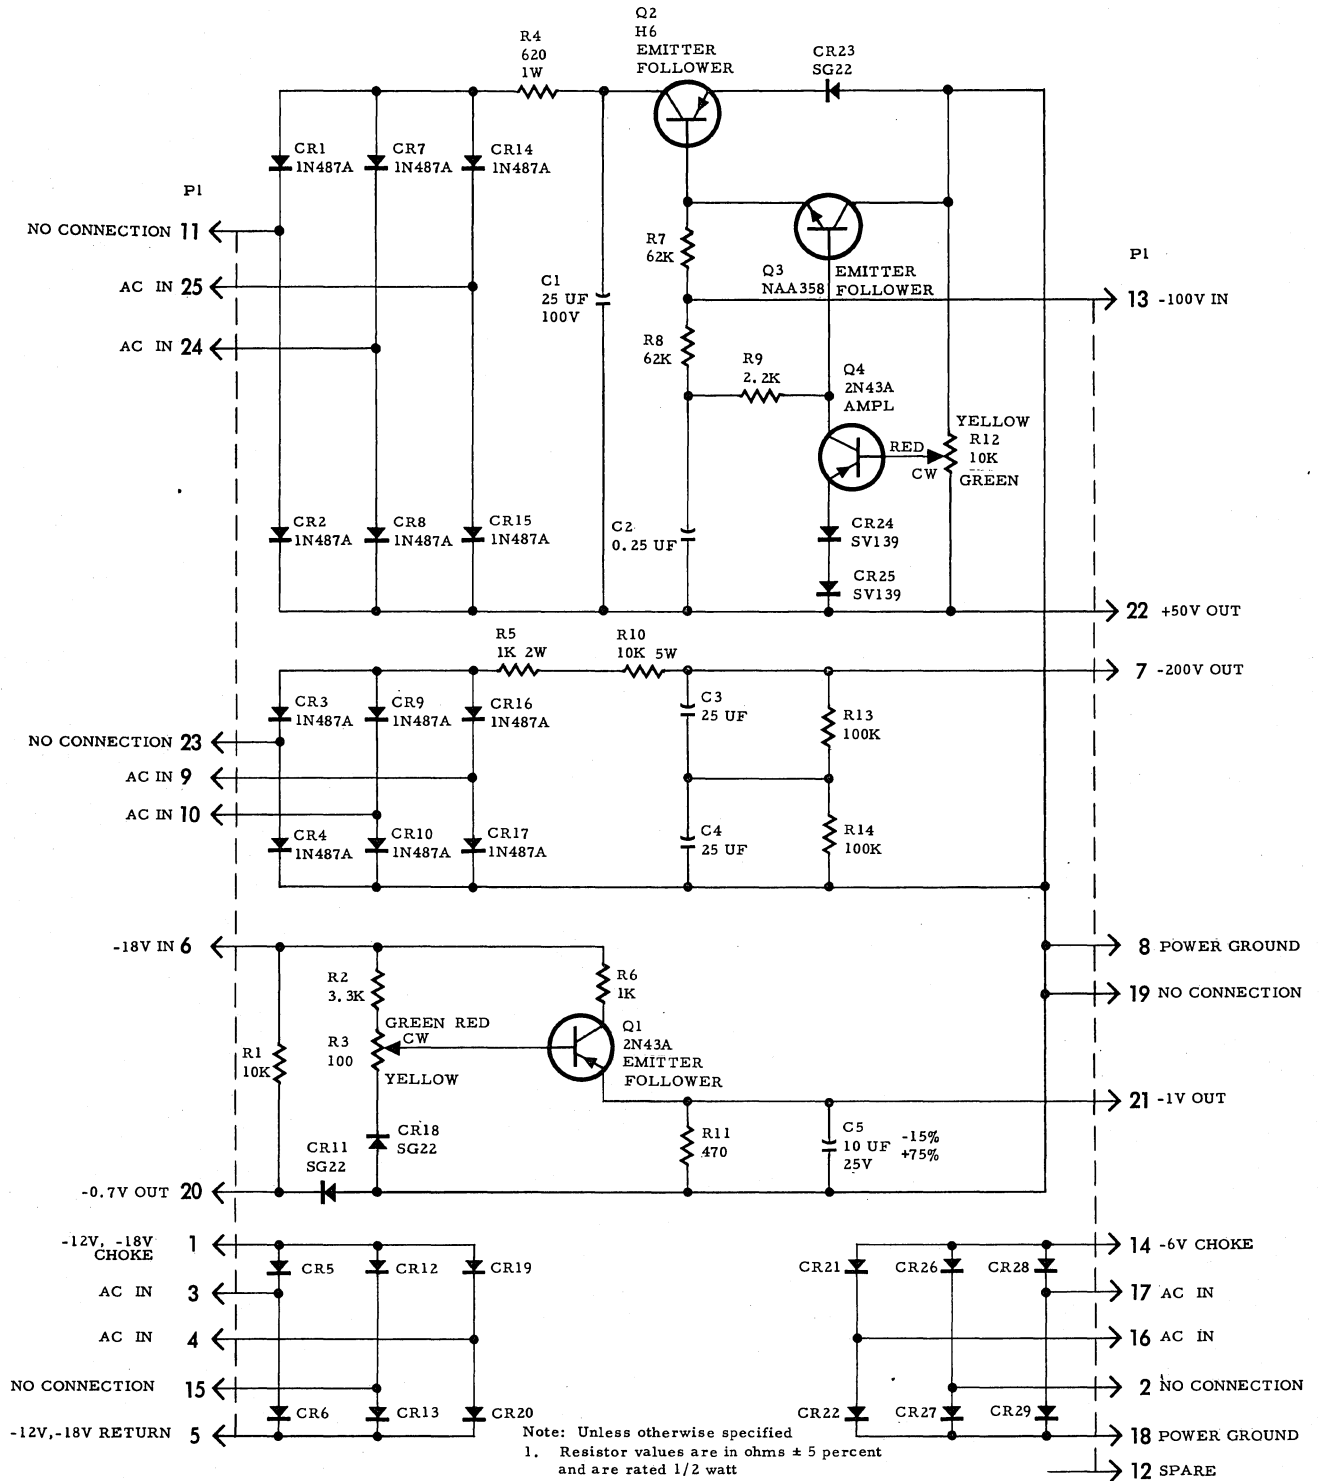 Q2
H6
EMITTER
FOLLOWER
R4
620
1W
CR23
SG22
CR1
1N487A
CR7
1N487A
CR14
1N487A
P1
NO CONNECTION 11
AC IN 25
AC IN 24
C1
25 UF
100V
R7
62K
Q3
NAA358
EMITTER
FOLLOWER
P1
13 -100V IN
R8
62K
R9
2.2K
Q4
2N43A
AMPL
RED
CW
YELLOW
R12
10K
GREEN
CR2
1N487A
CR8
1N487A
CR15
1N487A
C2
0.25 UF
CR24
SV139
CR25
SV139
22 +50V OUT
R5
1K 2W
R10
10K 5W
7 -200V OUT
CR3
1N487A
CR9
1N487A
CR16
1N487A
C3
25 UF
R13
100K
NO CONNECTION 23
AC IN 9
AC IN 10
CR4
1N487A
CR10
1N487A
CR17
1N487A
C4
25 UF
R14
100K
-18V IN 6
8 POWER GROUND
19 NO CONNECTION
R2
3.3K
R6
1K
R1
10K
R3
100
GREEN RED
CW
YELLOW
Q1
2N43A
EMITTER
FOLLOWER
21 -1V OUT
CR18
SG22
CR11
SG22
R11
470
C5
10 UF
25V
-15%
+75%
-0.7V OUT 20
-12V, -18V
CHOKE
1
AC IN 3
AC IN 4
NO CONNECTION 15
-12V,-18V RETURN 5
CR5
CR12
CR19
CR6
CR13
CR20
CR21
CR26
CR28
CR22
CR27
CR29
14 -6V CHOKE
17 AC IN
16 AC IN
2 NO CONNECTION
18 POWER GROUND
12 SPARE
Note: Unless otherwise specified
1. Resistor values are in ohms ± 5 percent
and are rated 1/2 watt